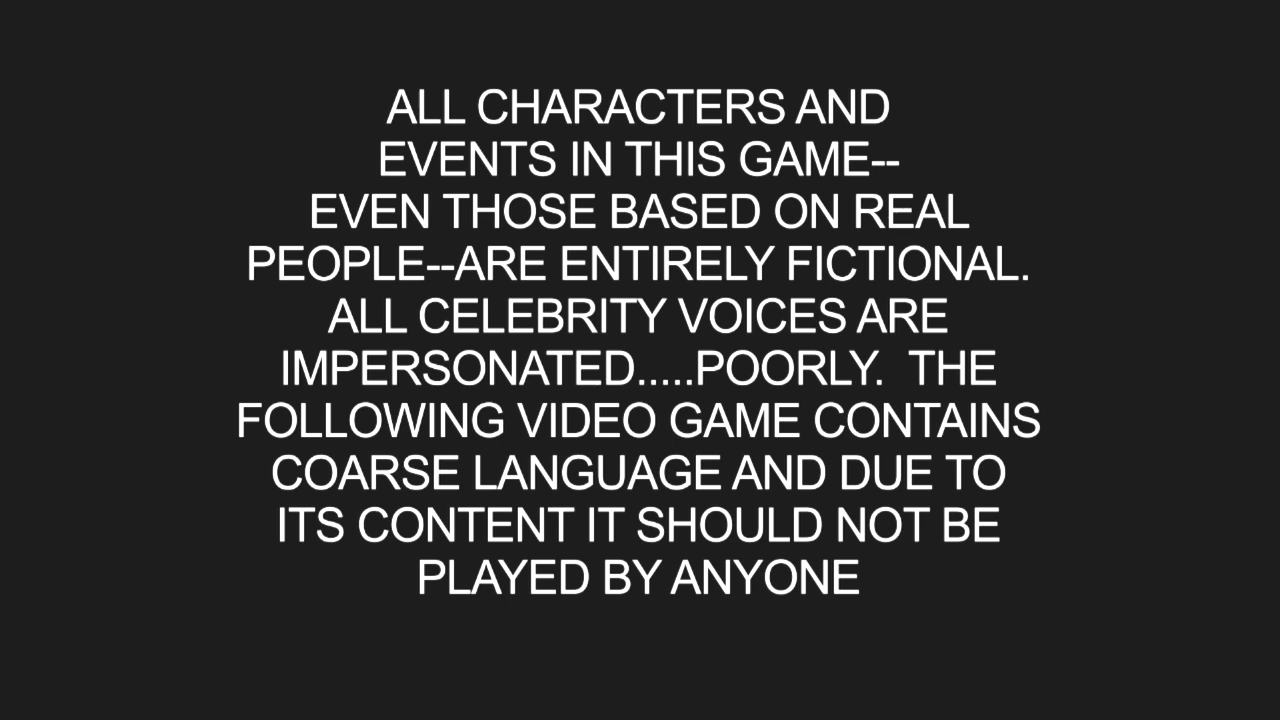 ALL CHARACTERS AND
EVENTS IN THIS GAME--
EVEN THOSE BASED ON REAL
PEOPLE--ARE ENTIRELY FICTIONAL.
ALL CELEBRITY VOICES ARE
IMPERSONATED.....POORLY.  THE
FOLLOWING VIDEO GAME CONTAINS
COARSE LANGUAGE AND DUE TO
ITS CONTENT IT SHOULD NOT BE
PLAYED BY ANYONE